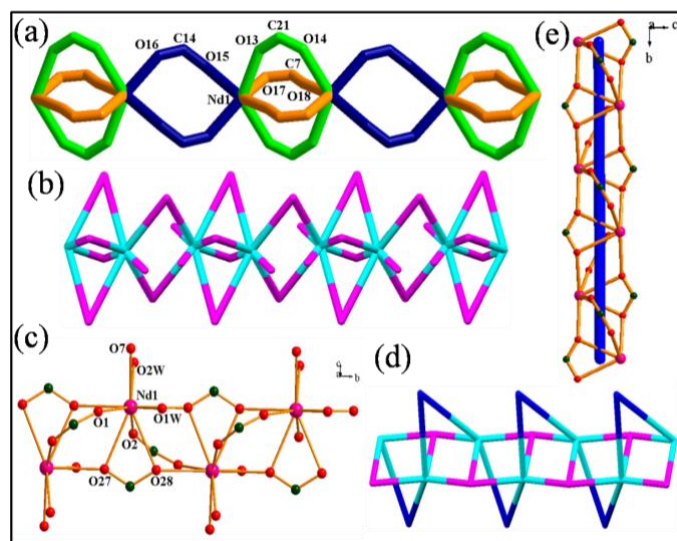 (a)
O16 C14 O15
C21
O13 O14
C7
Nd1 O17 O18
(b)
(c)
O7
O2W
Nd1
O1 O1W
O2
O27 O28
c
b
(d)
(e)
a c
b